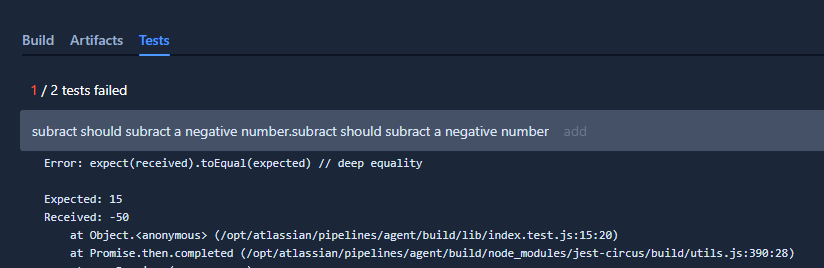 Build Artifacts Tests
1 / 2 tests failed
subract should subract a negative number.subract should subract a negative number add
Error: expect(received).toEqual(expected) // deep equality
Expected: 15
Received: -50
at Object.<anonymous> (/opt/atlassian/pipelines/agent/build/lib/index.test.js:15:20)
at Promise.then.completed (/opt/atlassian/pipelines/agent/build/node_modules/jest-circus/build/utils.js:390:28)